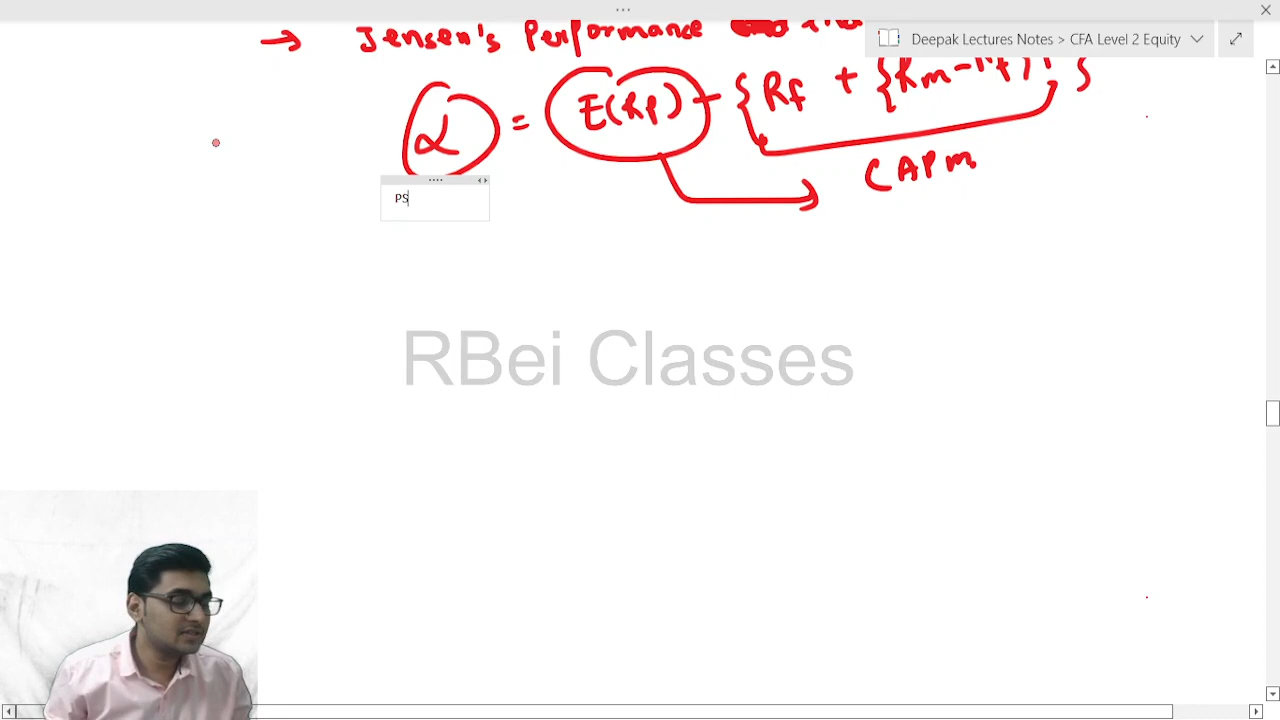 → Jensen's Performance
Deepak Lectures Notes > CFA Level 2 Equity
α = E(Rp) - {Rf + {Rm-Rf) }
CAPM
PS
RBei Classes